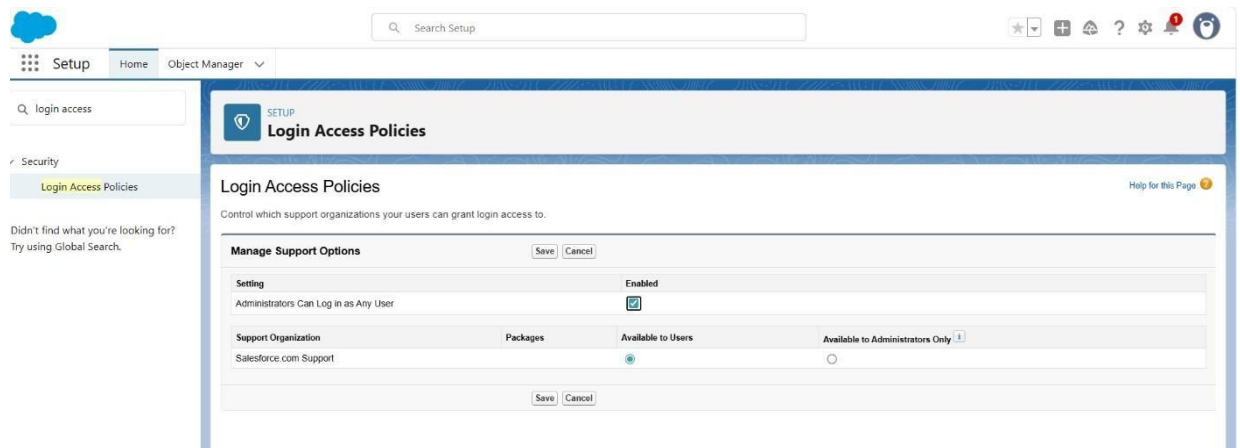 Search Setup
1
Setup Home Object Manager
login access
Security
Login Access Policies
Didn't find what you're looking for?
Try using Global Search.
SETUP
Login Access Policies
Login Access Policies
Help for this Page ?
Control which support organizations your users can grant login access to.
Manage Support Options Save Cancel
Setting Enabled
Administrators Can Log in as Any User
Support Organization Packages Available to Users Available to Administrators Only i
Salesforce.com Support
Save Cancel